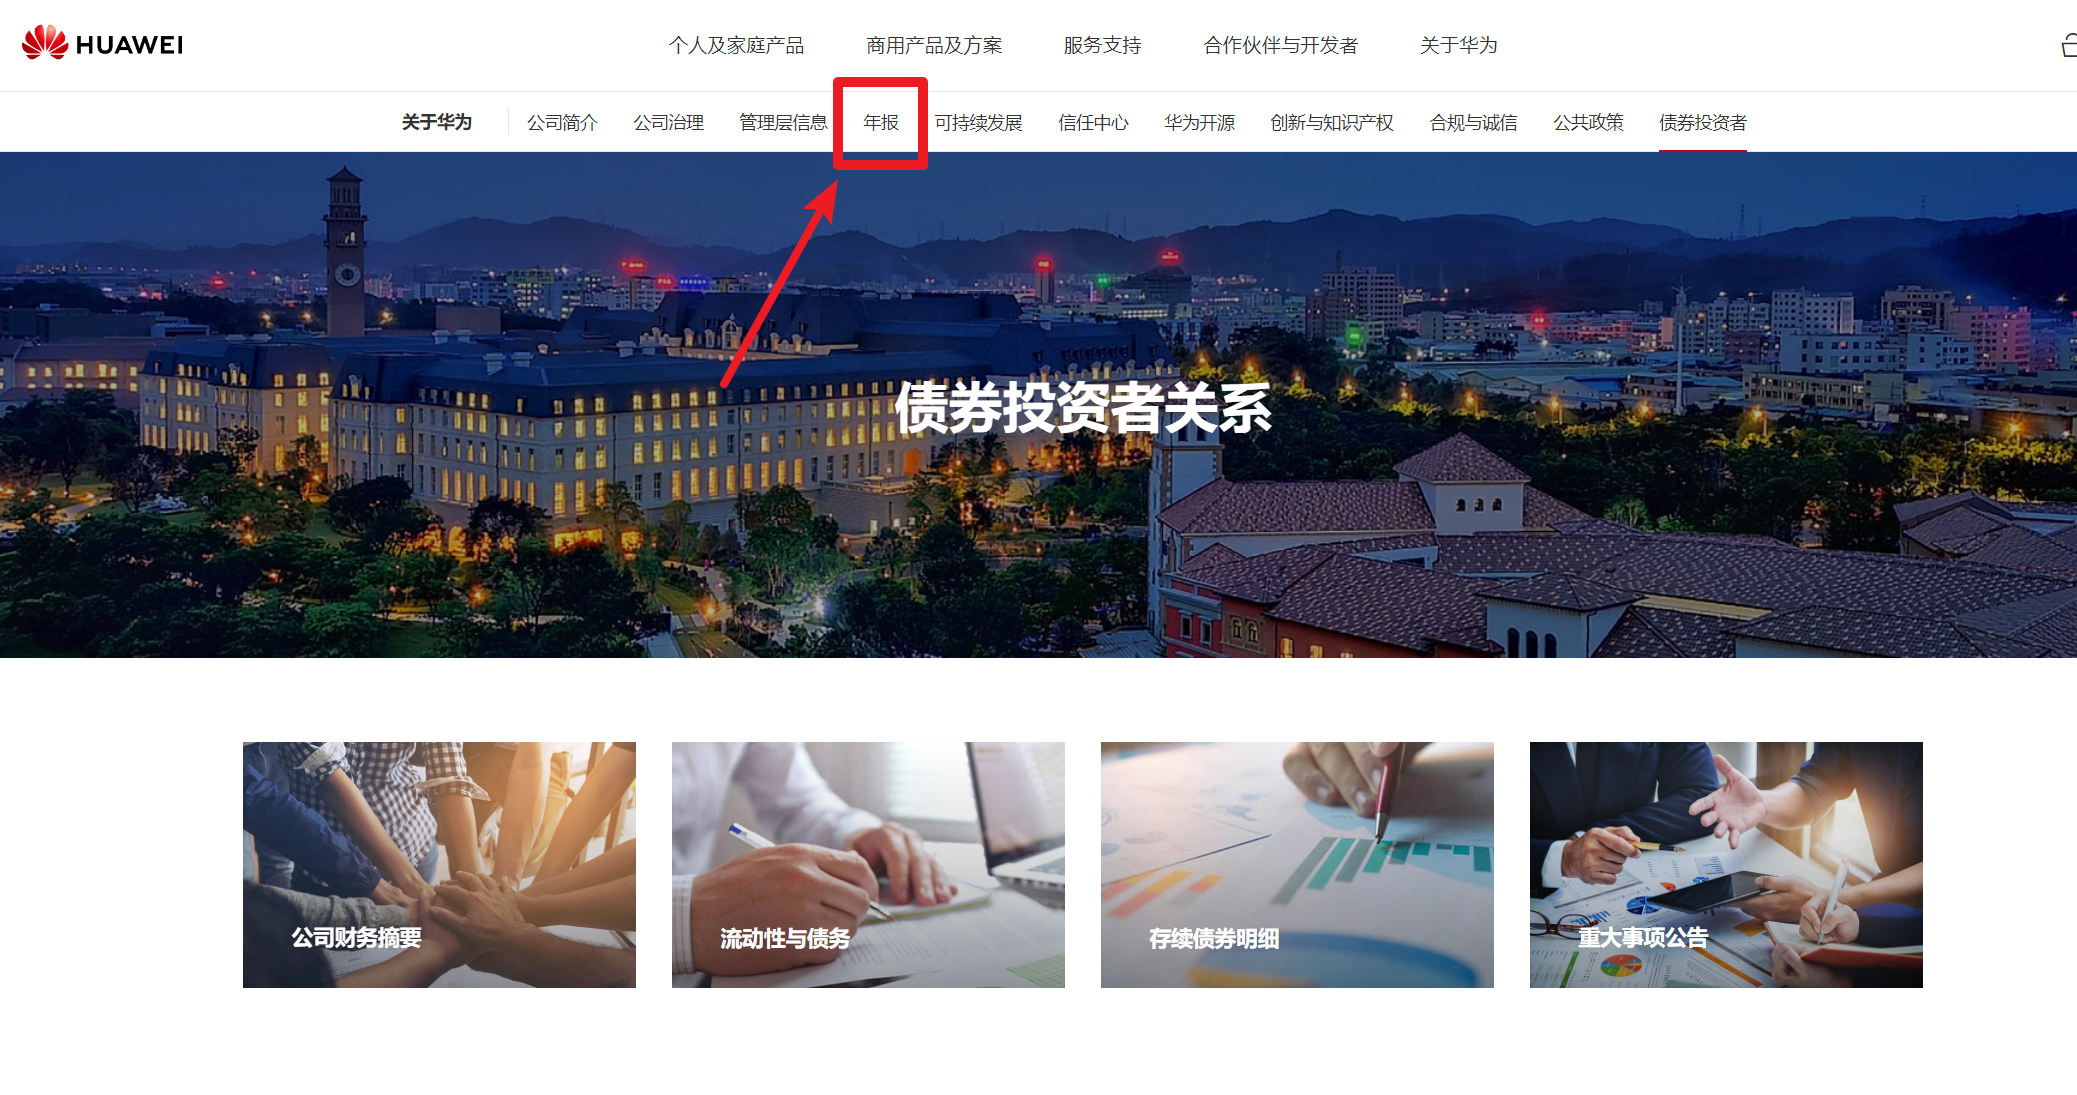 HUAWEI
个人及家庭产品 商用产品及方案 服务支持 合作伙伴与开发者 关于华为
关于华为 公司简介 公司治理 管理层信息 年报 可持续发展 信任中心 华为开源 创新与知识产权 合规与诚信 公共政策 债券投资者
债券投资者关系
公司财务摘要 流动性与债务 存续债券明细 重大事项公告